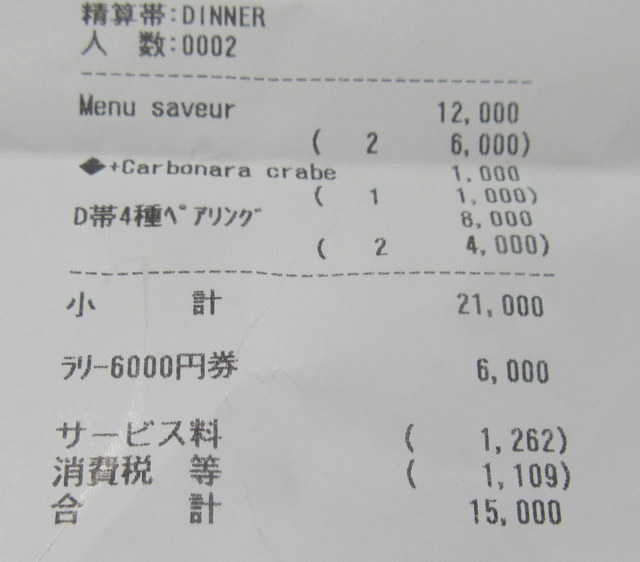 精算帯:DINNER
人 数:0002
Menu saveur 12,000
( 2 6,000)
◆+Carbonara crabe 1,000
( 1 1,000)
D帯4種ﾍﾟｱﾘﾝｸﾞ 8,000
( 2 4,000)
小 計 21,000
ﾗﾘｰ6000円券 6,000
サービス料 ( 1,262)
消費税 等 ( 1,109)
合 計 15,000